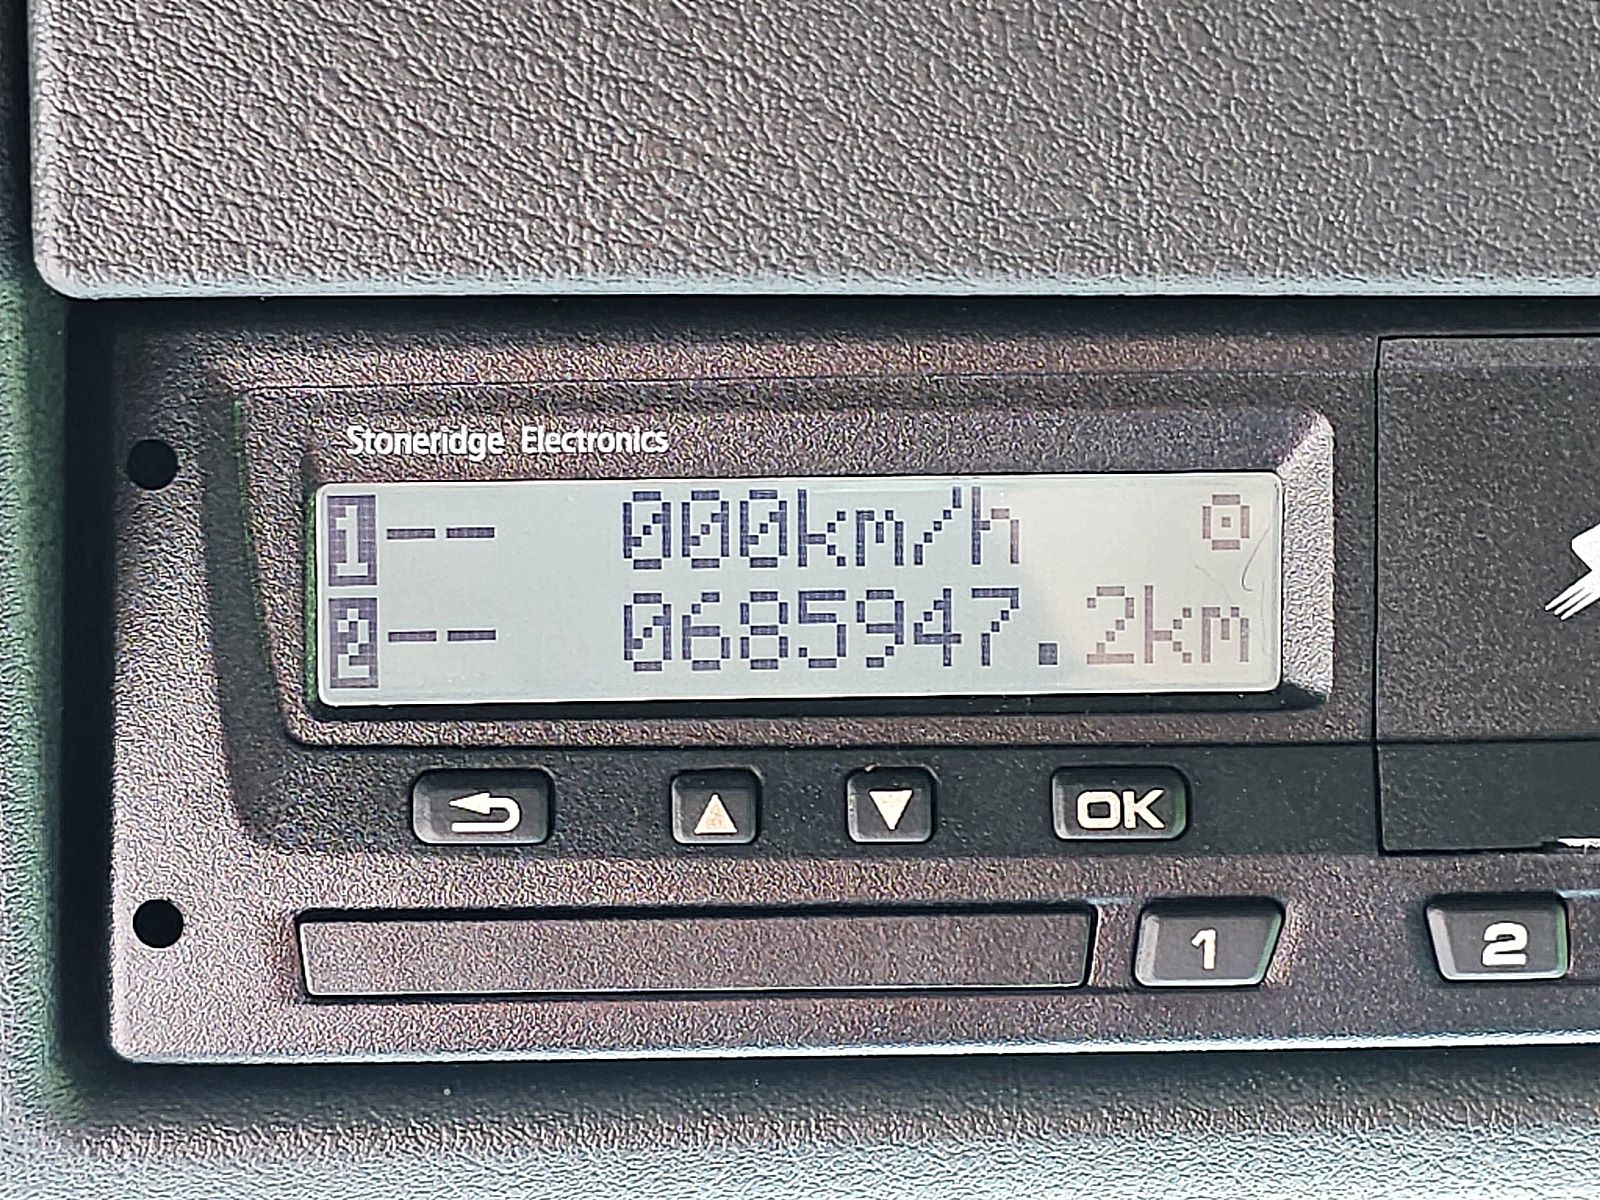 Stoneridge Electronics
1-- 000km/h
2-- 0685947.2km
OK
1 2